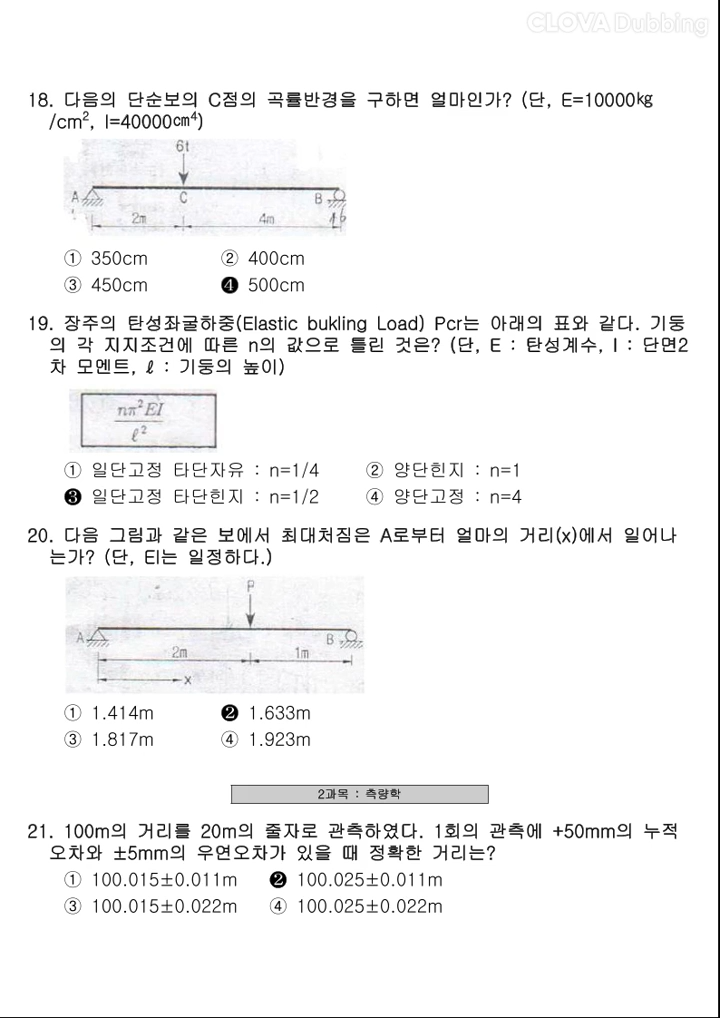 CLOVA Dubbing
18. 다음의 단순보의 C점의 곡률반경을 구하면 얼마인가? (단, E=10000㎏
/cm², I=40000㎝⁴)
6t
A C B
2m 4m
① 350cm ② 400cm
③ 450cm ❹ 500cm
19. 장주의 탄성좌굴하중(Elastic bukling Load) Pcr는 아래의 표와 같다. 기둥
의 각 지지조건에 따른 n의 값으로 틀린 것은? (단, E : 탄성계수, I : 단면2
차 모멘트, ℓ : 기둥의 높이)
nπ²EI
ℓ²
① 일단고정 타단자유 : n=1/4 ② 양단힌지 : n=1
❸ 일단고정 타단힌지 : n=1/2 ④ 양단고정 : n=4
20. 다음 그림과 같은 보에서 최대처짐은 A로부터 얼마의 거리(x)에서 일어나
는가? (단, EI는 일정하다.)
P
A B
2m 1m
x
① 1.414m ❷ 1.633m
③ 1.817m ④ 1.923m
2과목 : 측량학
21. 100m의 거리를 20m의 줄자로 관측하였다. 1회의 관측에 +50mm의 누적
오차와 ±5mm의 우연오차가 있을 때 정확한 거리는?
① 100.015±0.011m ❷ 100.025±0.011m
③ 100.015±0.022m ④ 100.025±0.022m